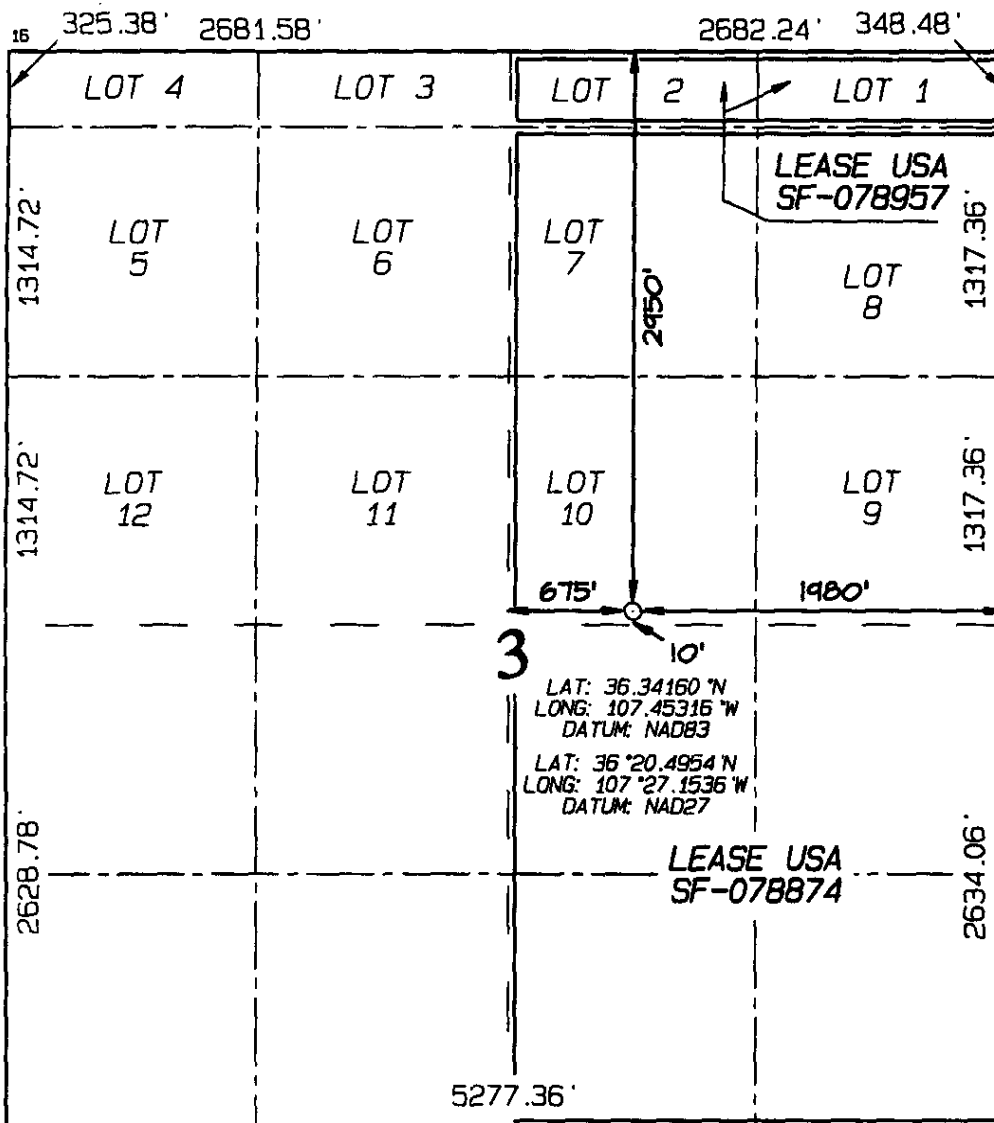 16 325.38' 2681.58' 2682.24' 348.48'
LOT 4 LOT 3 LOT 2 LOT 1
LEASE USA
SF-078957
1314.72'
LOT
5
LOT
6
LOT
7
2950'
LOT
8
1317.36'
1314.72'
LOT
12
LOT
11
LOT
10
LOT
9
1317.36'
675' 1980'
3
10'
LAT: 36.34160 °N
LONG: 107.45316 °W
DATUM: NAD83
LAT: 36 °20.4954 'N
LONG: 107 °27.1536 'W
DATUM: NAD27
LEASE USA
SF-078874
2628.78'
2634.06'
5277.36'